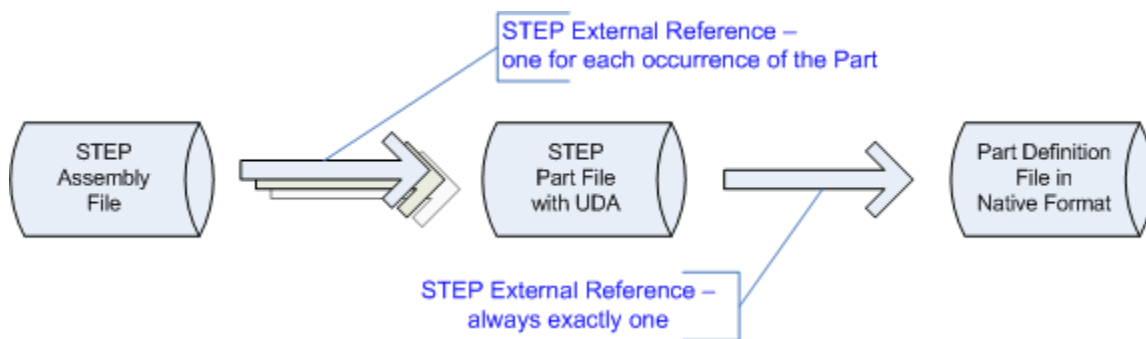 STEP External Reference –
one for each occurrence of the Part
STEP
Assembly
File
STEP
Part File
with UDA
Part Definition
File in
Native Format
STEP External Reference –
always exactly one